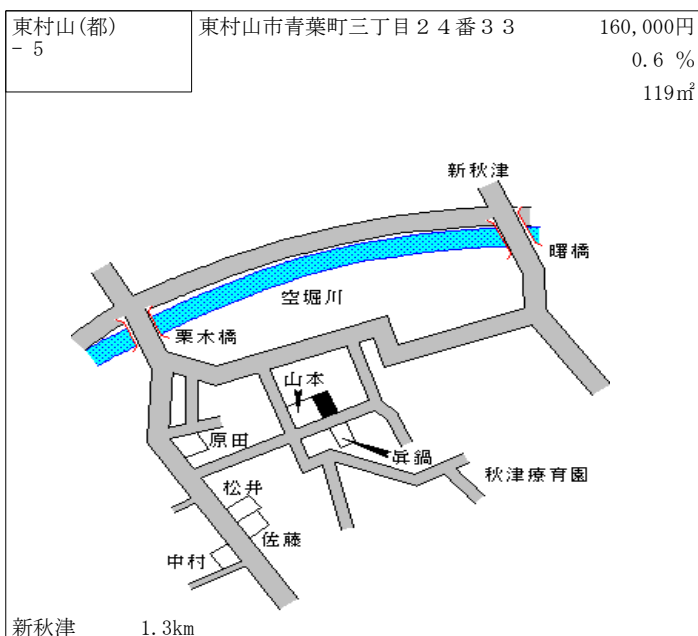 東村山(都)
- 5
東村山市青葉町三丁目２４番３３
160,000円
0.6 %
119㎡
新秋津
曙橋
空堀川
栗木橋
山本
原田
眞鍋
秋津療育園
松井
佐藤
中村
新秋津 1.3km